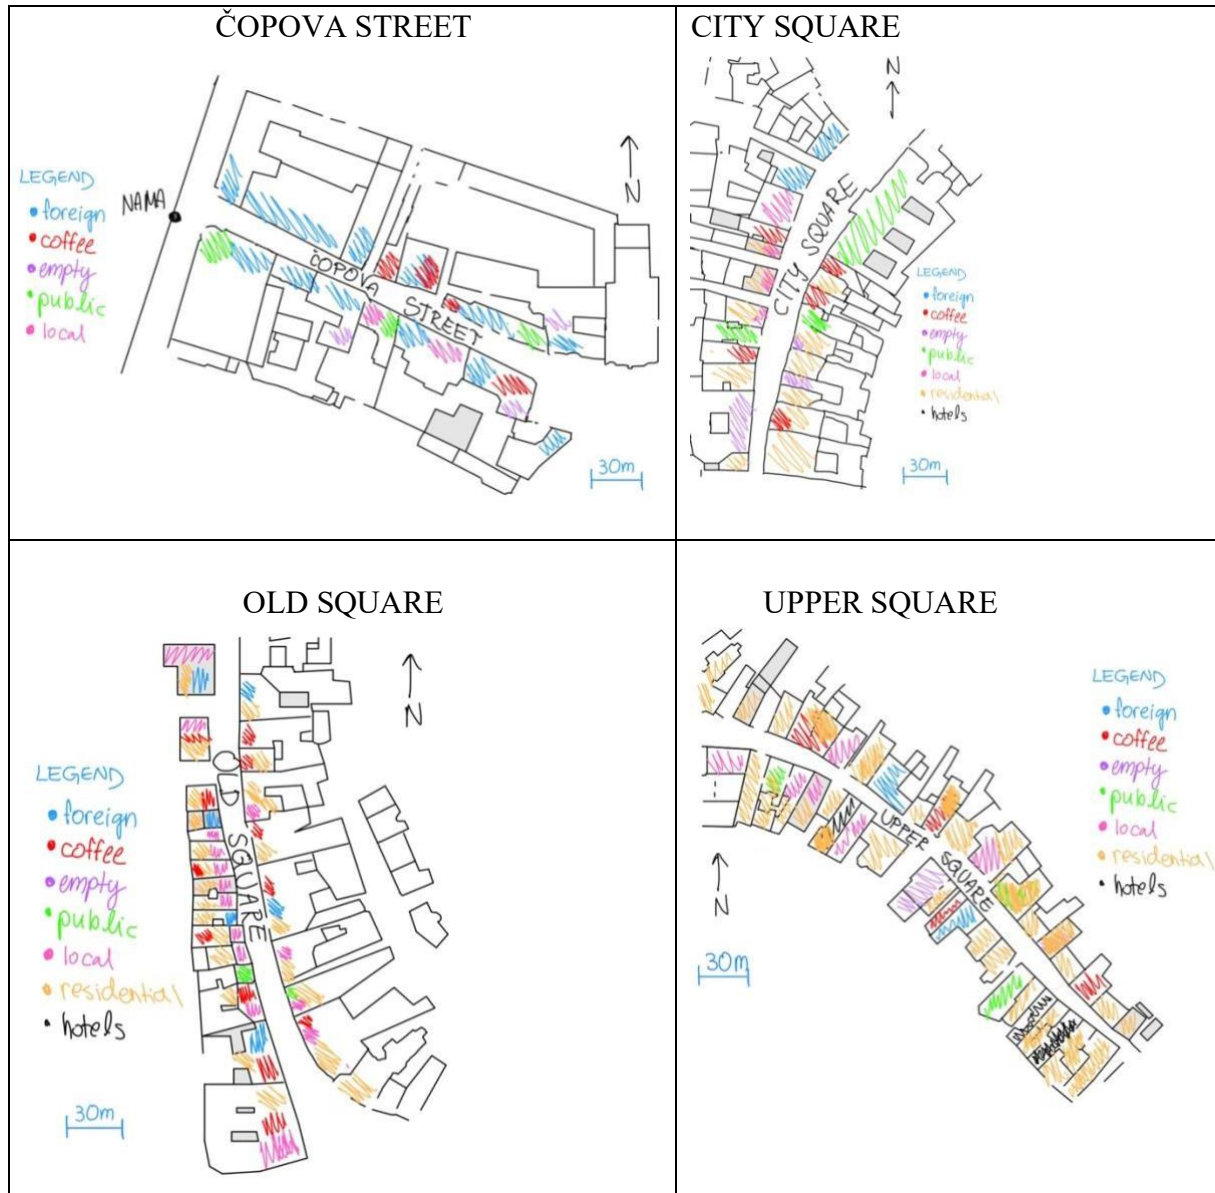 ČOPOVA STREET
LEGEND
• foreign
• coffee
• empty
• public
• local
NAMA
ČOPOVA
STREET
N
30m
CITY SQUARE
N
CITY SQUARE
LEGEND
• foreign
• coffee
• empty
• public
• local
• residential
• hotels
30m
OLD SQUARE
N
OLD
SQUARE
LEGEND
• foreign
• coffee
• empty
• public
• local
• residential
• hotels
30m
UPPER SQUARE
LEGEND
• foreign
• coffee
• empty
• public
• local
• residential
• hotels
UPPER
SQUARE
N
30m